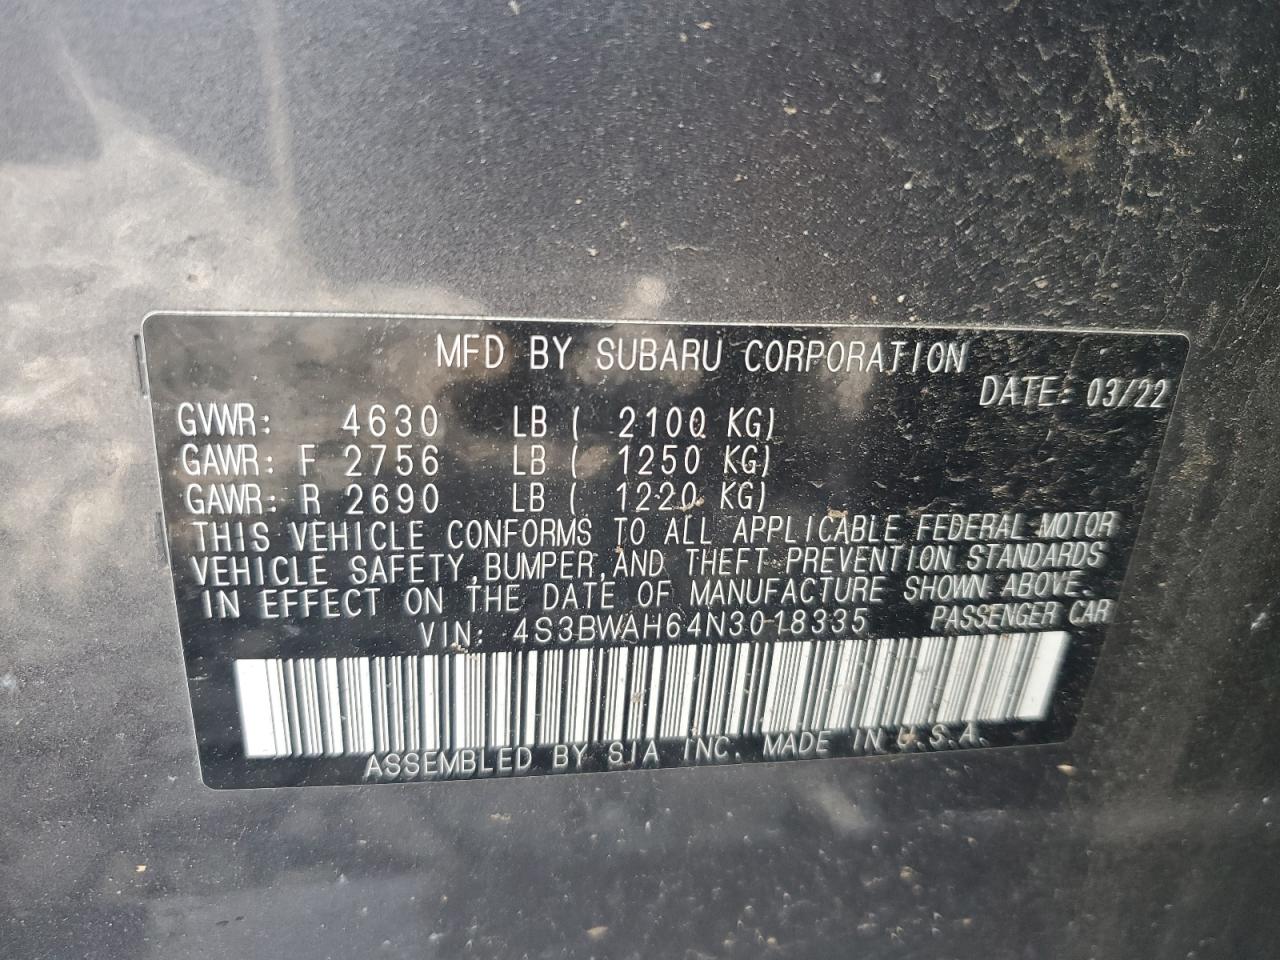 MFD BY SUBARU CORPORATION
DATE: 03/22
GVWR: 4630 LB ( 2100 KG)
GAWR: F 2756 LB ( 1250 KG)
GAWR: R 2690 LB ( 1220 KG)
THIS VEHICLE CONFORMS TO ALL APPLICABLE FEDERAL MOTOR
VEHICLE SAFETY, BUMPER, AND THEFT PREVENTION STANDARDS
IN EFFECT ON THE DATE OF MANUFACTURE SHOWN ABOVE.
VIN: 4S3BWAH64N3018335 PASSENGER CAR
ASSEMBLED BY SIA INC. MADE IN U.S.A.